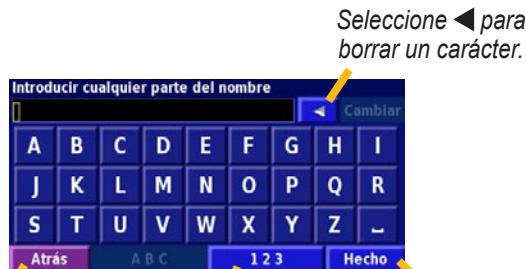 Seleccione ◀ para
borrar un carácter.
Introducir cualquier parte del nombre
◀ Cambiar
A B C D E F G H I
J K L M N O P Q R
S T U V W X Y Z ␣
Atrás A B C 1 2 3 Hecho